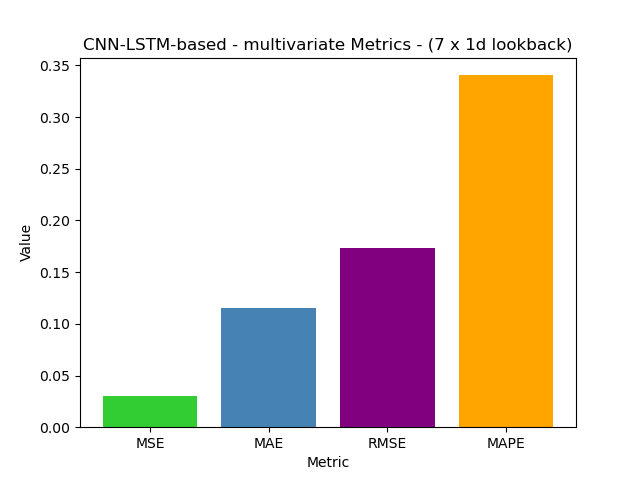 CNN-LSTM-based - multivariate Metrics - (7 x 1d lookback)
0.35
0.30
0.25
0.20
0.15
0.10
0.05
0.00
Value
MSE MAE RMSE MAPE
Metric